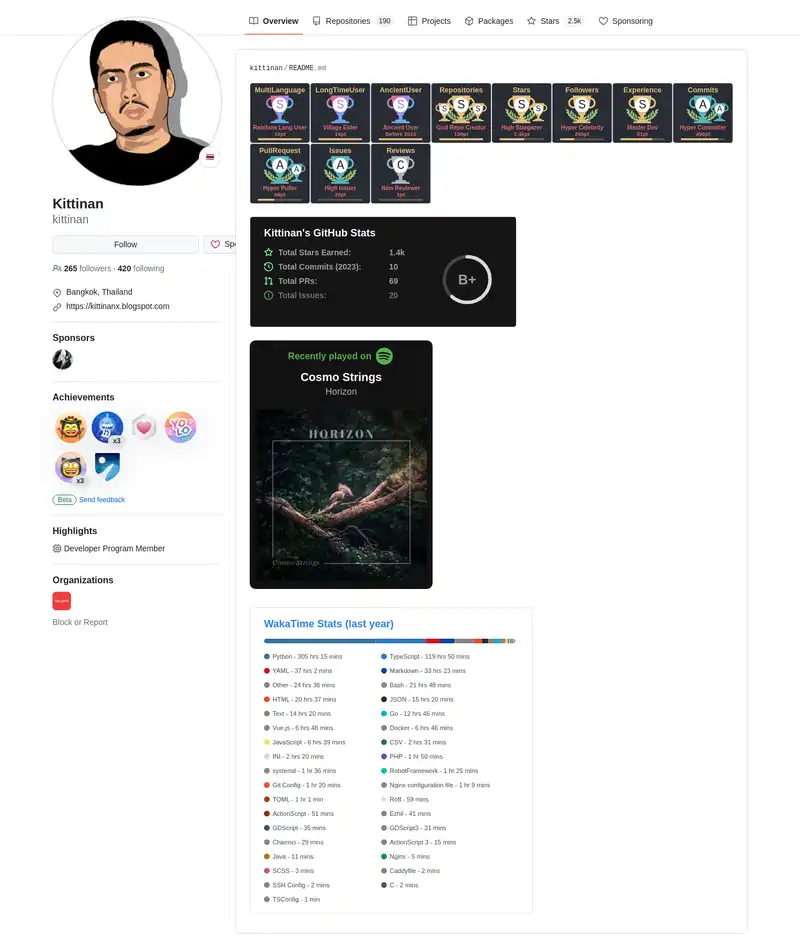 Overview
Repositories 190
Projects
Packages
Stars 2.5k
Sponsoring
kittinan/README.md
MultiLanguage
S
Rainbow Lang User
LongTimeUser
S
Village Elder
AncientUser
S
Ancient User
Before 2010
Repositories
S S S
God Repo Creator
Stars
S S
High Stargazer
1.4kpt
Followers
S S
Hyper Celebrity
265pt
Experience
S S
Master Dev
51pt
Commits
A A
Hyper Committer
PullRequest
A A
Hyper Puller
Issues
A
High Issuer
20pt
Reviews
C
New Reviewer
1pt
Kittinan
kittinan
Follow
Spo
265 followers · 420 following
Bangkok, Thailand
https://kittinanx.blogspot.com
Sponsors
Achievements
YO LO
x3
x3
Beta Send feedback
Highlights
Developer Program Member
Organizations
Block or Report
Kittinan's GitHub Stats
Total Stars Earned: 1.4k
Total Commits (2023): 10
Total PRs: 69
Total Issues: 20
B+
Recently played on
Cosmo Strings
Horizon
HORIZON
Cosmo Strings
WakaTime Stats (last year)
Python - 305 hrs 15 mins
TypeScript - 119 hrs 50 mins
YAML - 37 hrs 2 mins
Markdown - 33 hrs 23 mins
Other - 24 hrs 36 mins
Bash - 21 hrs 48 mins
HTML - 20 hrs 37 mins
JSON - 15 hrs 20 mins
Text - 14 hrs 20 mins
Go - 12 hrs 46 mins
Vue.js - 6 hrs 48 mins
Docker - 6 hrs 46 mins
JavaScript - 6 hrs 39 mins
CSV - 2 hrs 31 mins
INI - 2 hrs 20 mins
PHP - 1 hr 50 mins
systemd - 1 hr 36 mins
RobotFramework - 1 hr 25 mins
Git Config - 1 hr 20 mins
Nginx configuration file - 1 hr 9 mins
TOML - 1 hr 1 min
Roff - 59 mins
ActionScript - 51 mins
Ezhil - 41 mins
GDScript - 35 mins
GDScript3 - 31 mins
Charmci - 29 mins
ActionScript 3 - 15 mins
Java - 11 mins
Nginx - 5 mins
SCSS - 3 mins
Caddyfile - 2 mins
SSH Config - 2 mins
C - 2 mins
TSConfig - 1 min